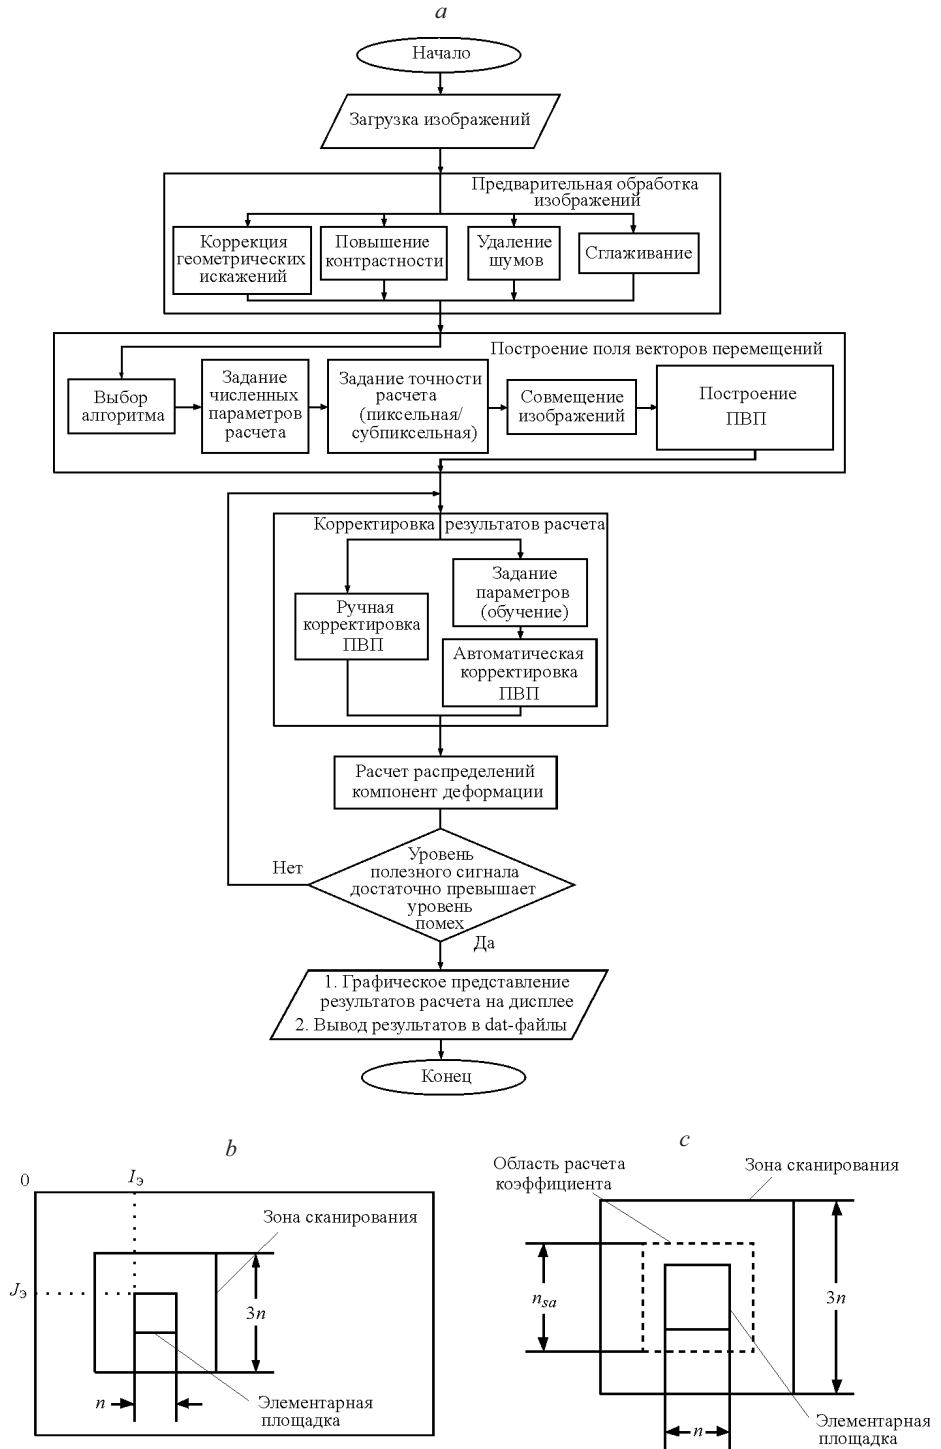 a
Начало
Загрузка изображений
Предварительная обработка
изображений
Коррекция
геометрических
искажений
Повышение
контрастности
Удаление
шумов
Сглаживание
Построение поля векторов перемещений
Выбор
алгоритма
Задание
численных
параметров
расчета
Задание точности
расчета
(пиксельная/
субпиксельная)
Совмещение
изображений
Построение
ПВП
Корректировка результатов расчета
Ручная
корректировка
ПВП
Задание
параметров
(обучение)
Автоматическая
корректировка
ПВП
Расчет распределений
компонент деформации
Нет
Уровень
полезного сигнала
достаточно превышает
уровень
помех
Да
1. Графическое представление
результатов расчета на дисплее
2. Вывод результатов в dat-файлы
Конец
b
0
Iэ
Зона сканирования
Jэ
3n
n
Элементарная
площадка
c
Область расчета
коэффициента
Зона сканирования
nsa
3n
n
Элементарная
площадка